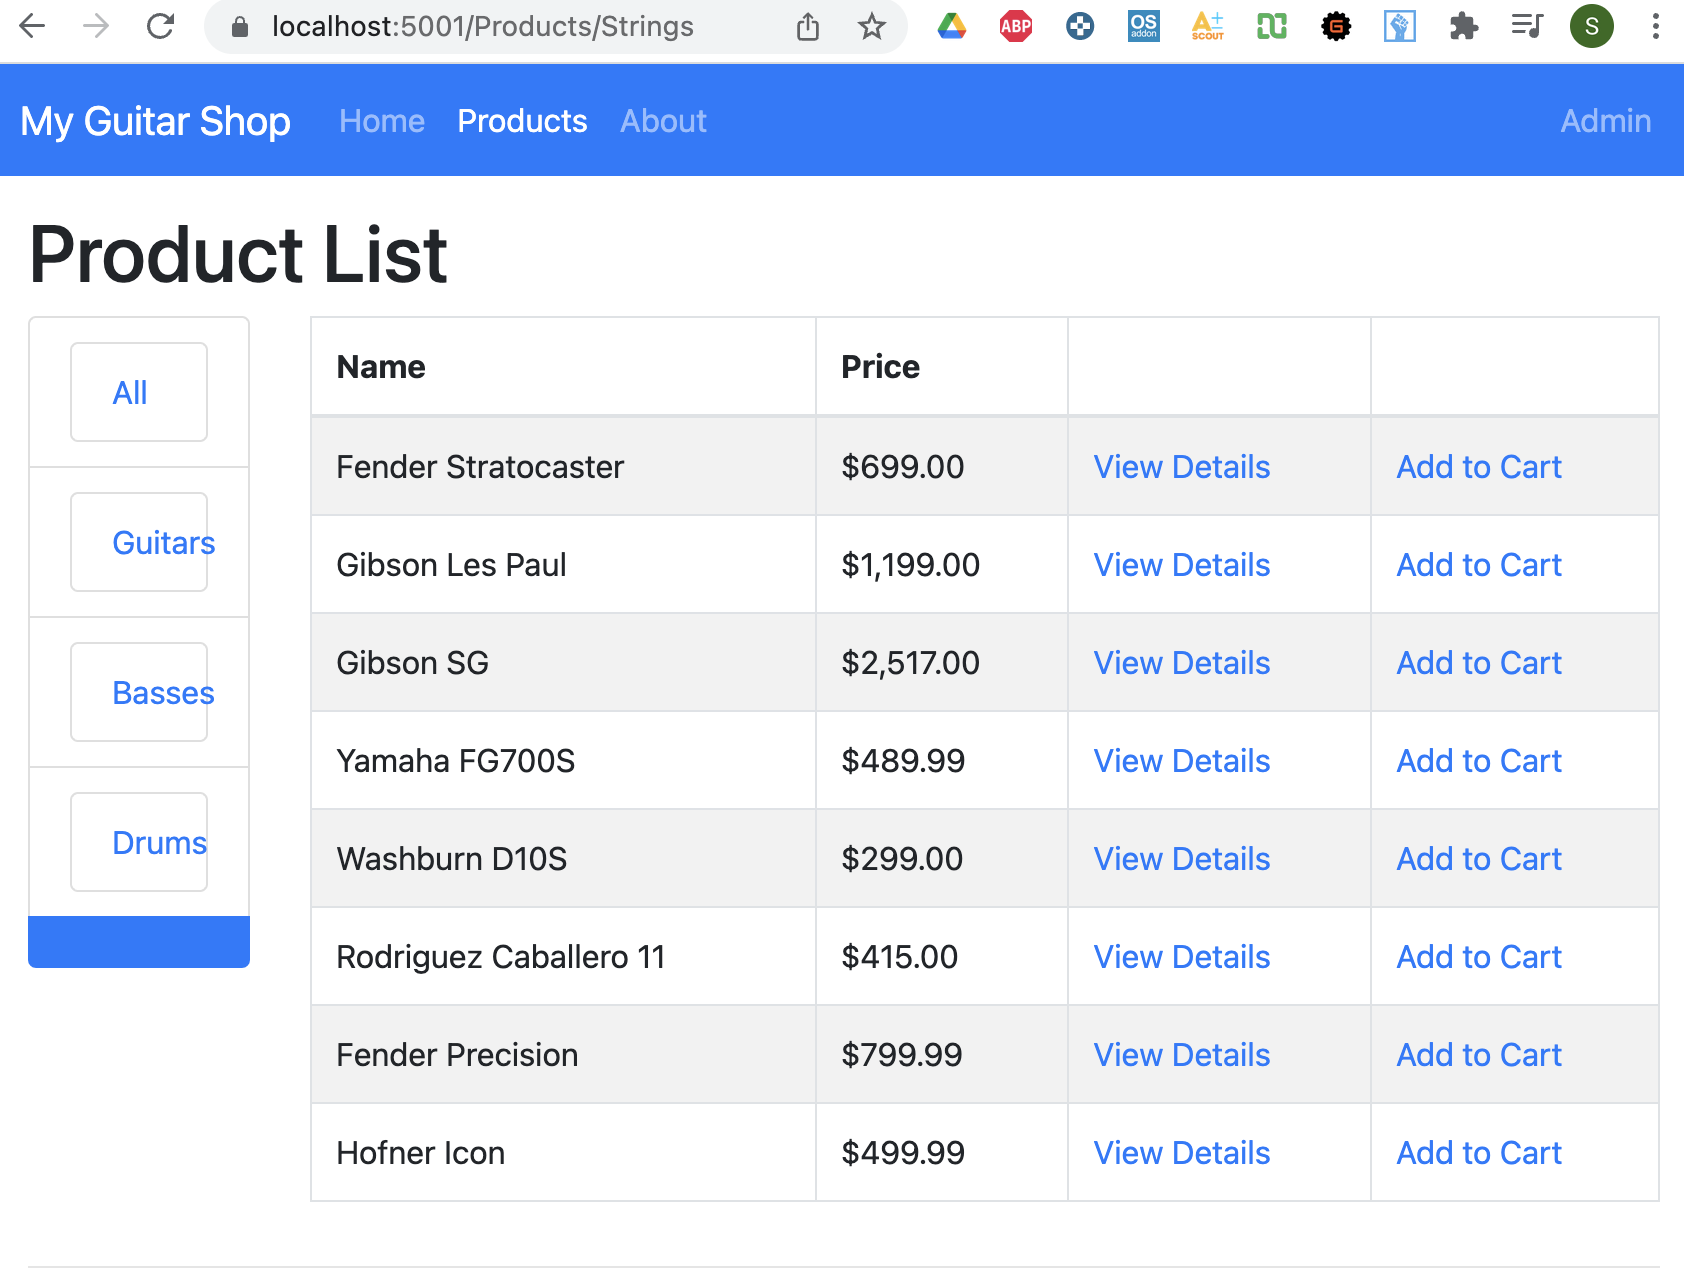 localhost:5001/Products/Strings
ABP
OS
addon
A+
SCOUT
G
S
My Guitar Shop Home Products About Admin
Product List
All
Guitars
Basses
Drums
Name Price
Fender Stratocaster $699.00 View Details Add to Cart
Gibson Les Paul $1,199.00 View Details Add to Cart
Gibson SG $2,517.00 View Details Add to Cart
Yamaha FG700S $489.99 View Details Add to Cart
Washburn D10S $299.00 View Details Add to Cart
Rodriguez Caballero 11 $415.00 View Details Add to Cart
Fender Precision $799.99 View Details Add to Cart
Hofner Icon $499.99 View Details Add to Cart